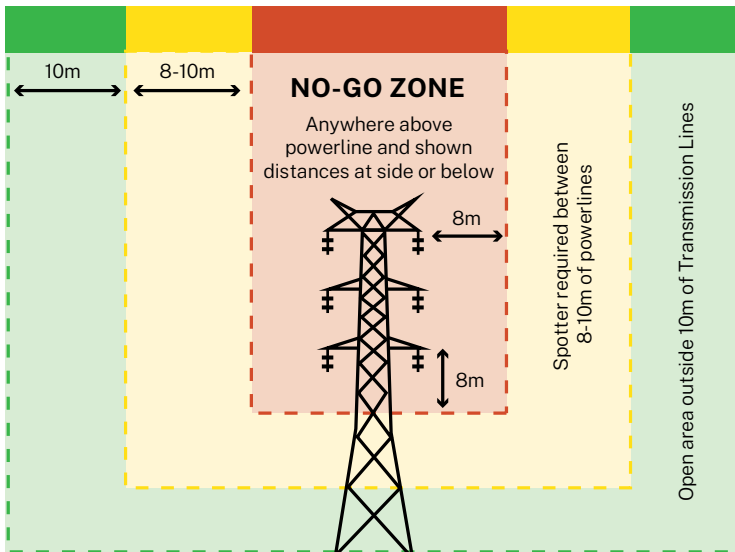 10m
8-10m
NO-GO ZONE
Anywhere above
powerline and shown
distances at side or below
8m
8m
Spotter required between
8-10m of powerlines
Open area outside 10m of Transmission Lines